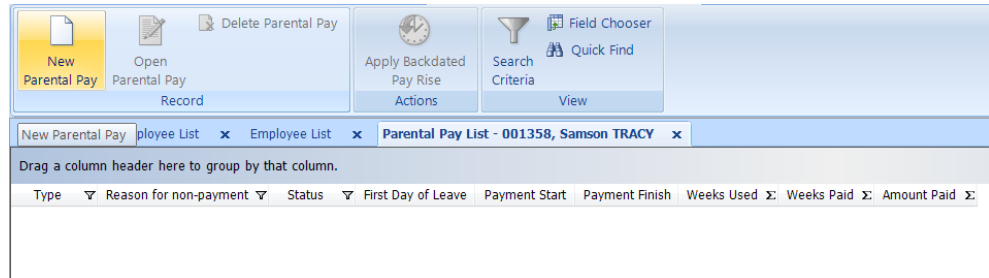 Delete Parental Pay
Field Chooser
Quick Find
New
Parental Pay
Open
Parental Pay
Apply Backdated
Pay Rise
Search
Criteria
Record
Actions
View
New Parental Pay ployee List x Employee List x Parental Pay List - 001358, Samson TRACY x
Drag a column header here to group by that column.
Type Reason for non-payment Status First Day of Leave Payment Start Payment Finish Weeks Used Σ Weeks Paid Σ Amount Paid Σ